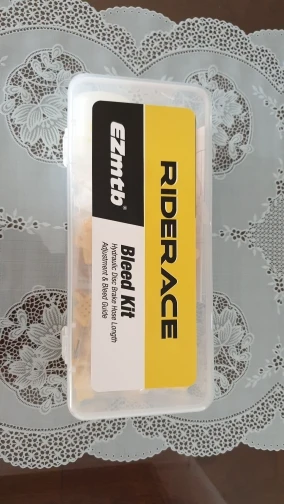 RIDERACE
EZmtb®
Bleed Kit
Hydraulic Disc Brake Hose Length
Adjustment & Bleed Guide